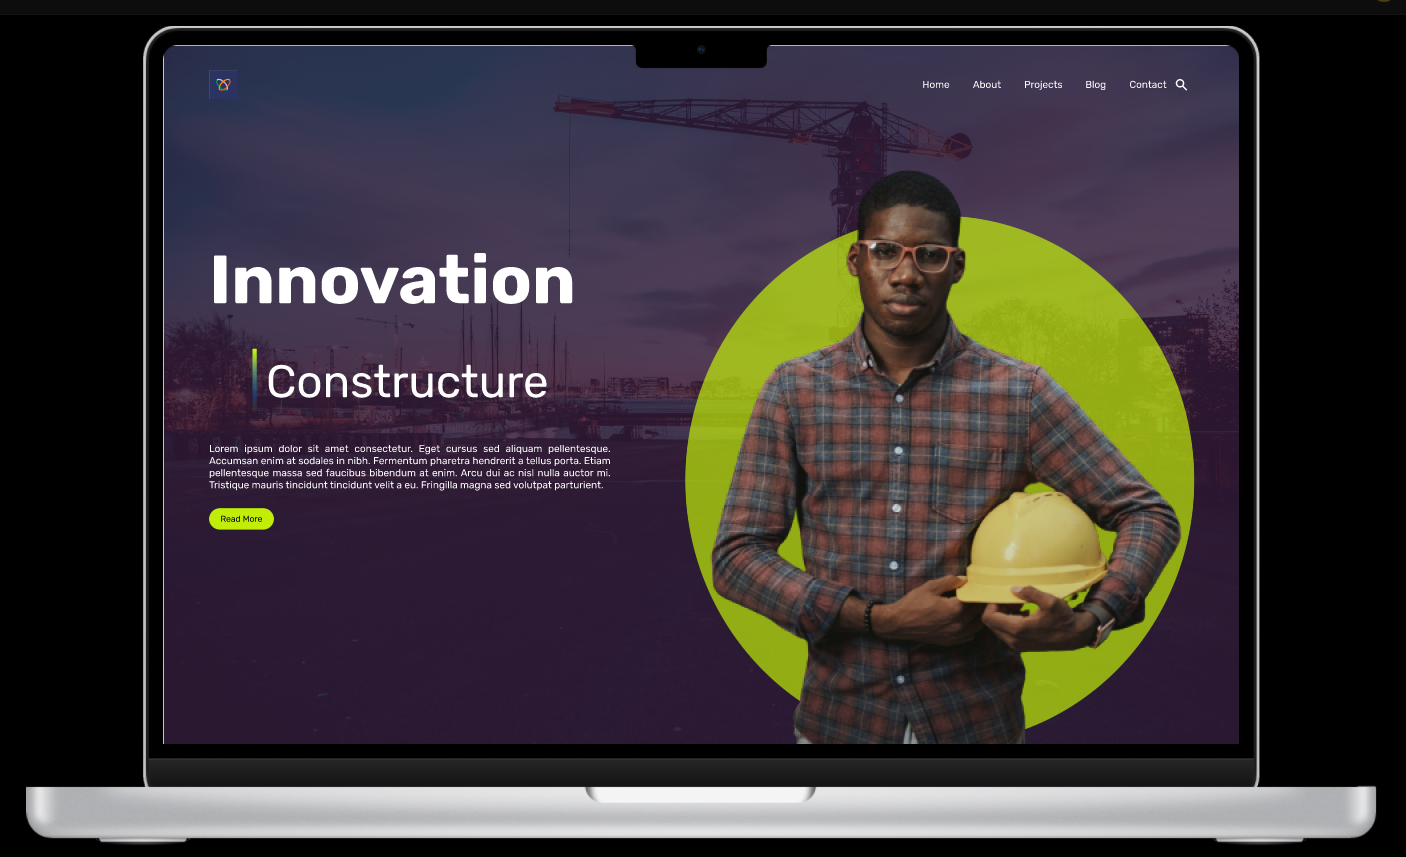 Home About Projects Blog Contact
Innovation
Constructure
Lorem ipsum dolor sit amet consectetur. Eget cursus sed aliquam pellentesque.
Accumsan enim at sodales in nibh. Fermentum pharetra hendrerit a tellus porta. Etiam
pellentesque massa sed faucibus bibendum at enim. Arcu dui ac nisl nulla auctor mi.
Tristique mauris tincidunt tincidunt velit a eu. Fringilla magna sed volutpat parturient.
Read More